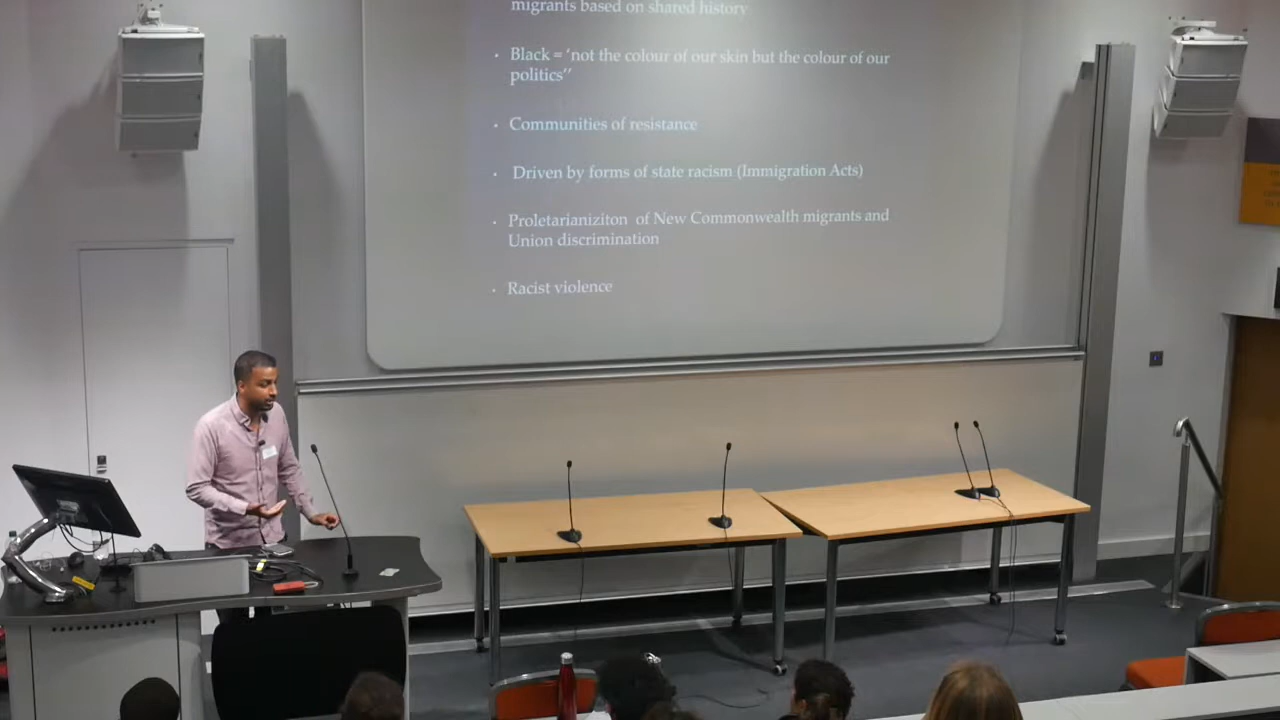 migrants based on shared history
• Black = ‘not the colour of our skin but the colour of our
politics’’
• Communities of resistance
• Driven by forms of state racism (Immigration Acts)
• Proletarianiziton of New Commonwealth migrants and
Union discrimination
• Racist violence